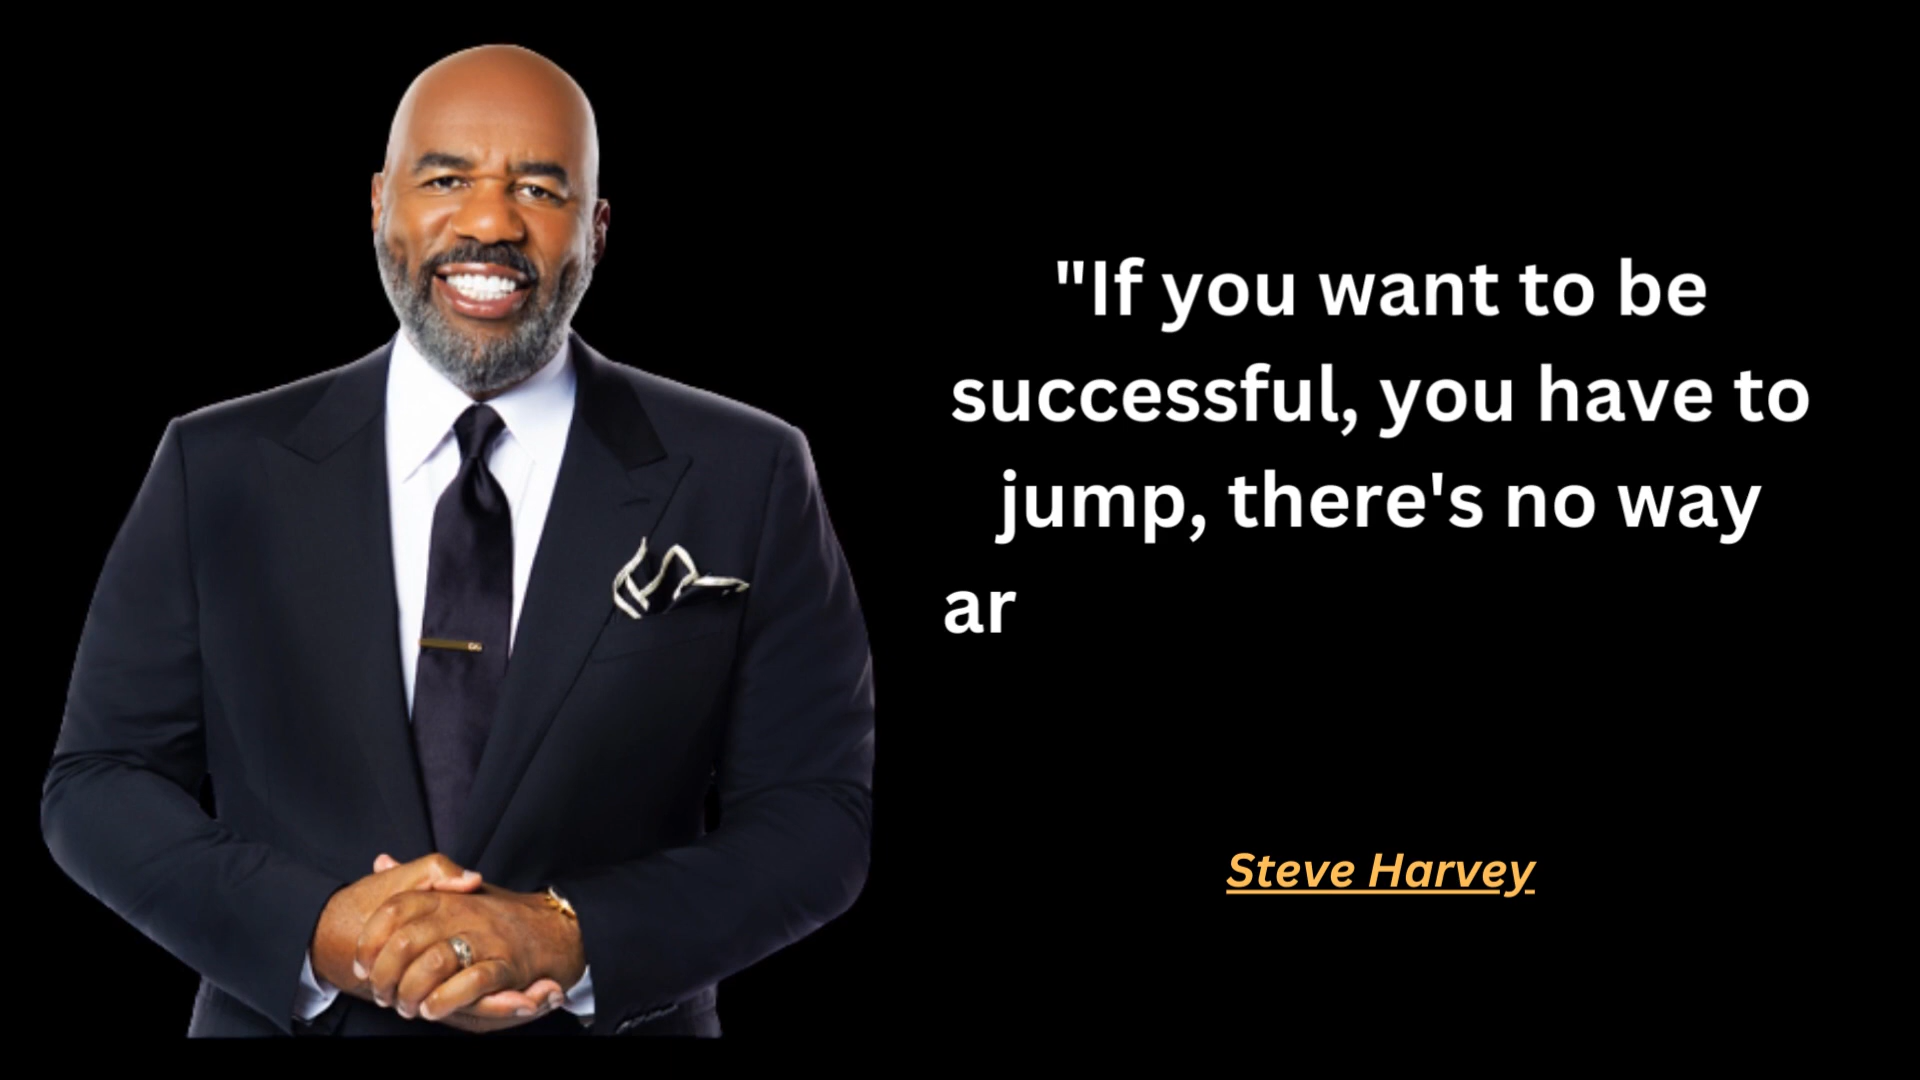 "If you want to be
successful, you have to
jump, there's no way
ar
Steve Harvey